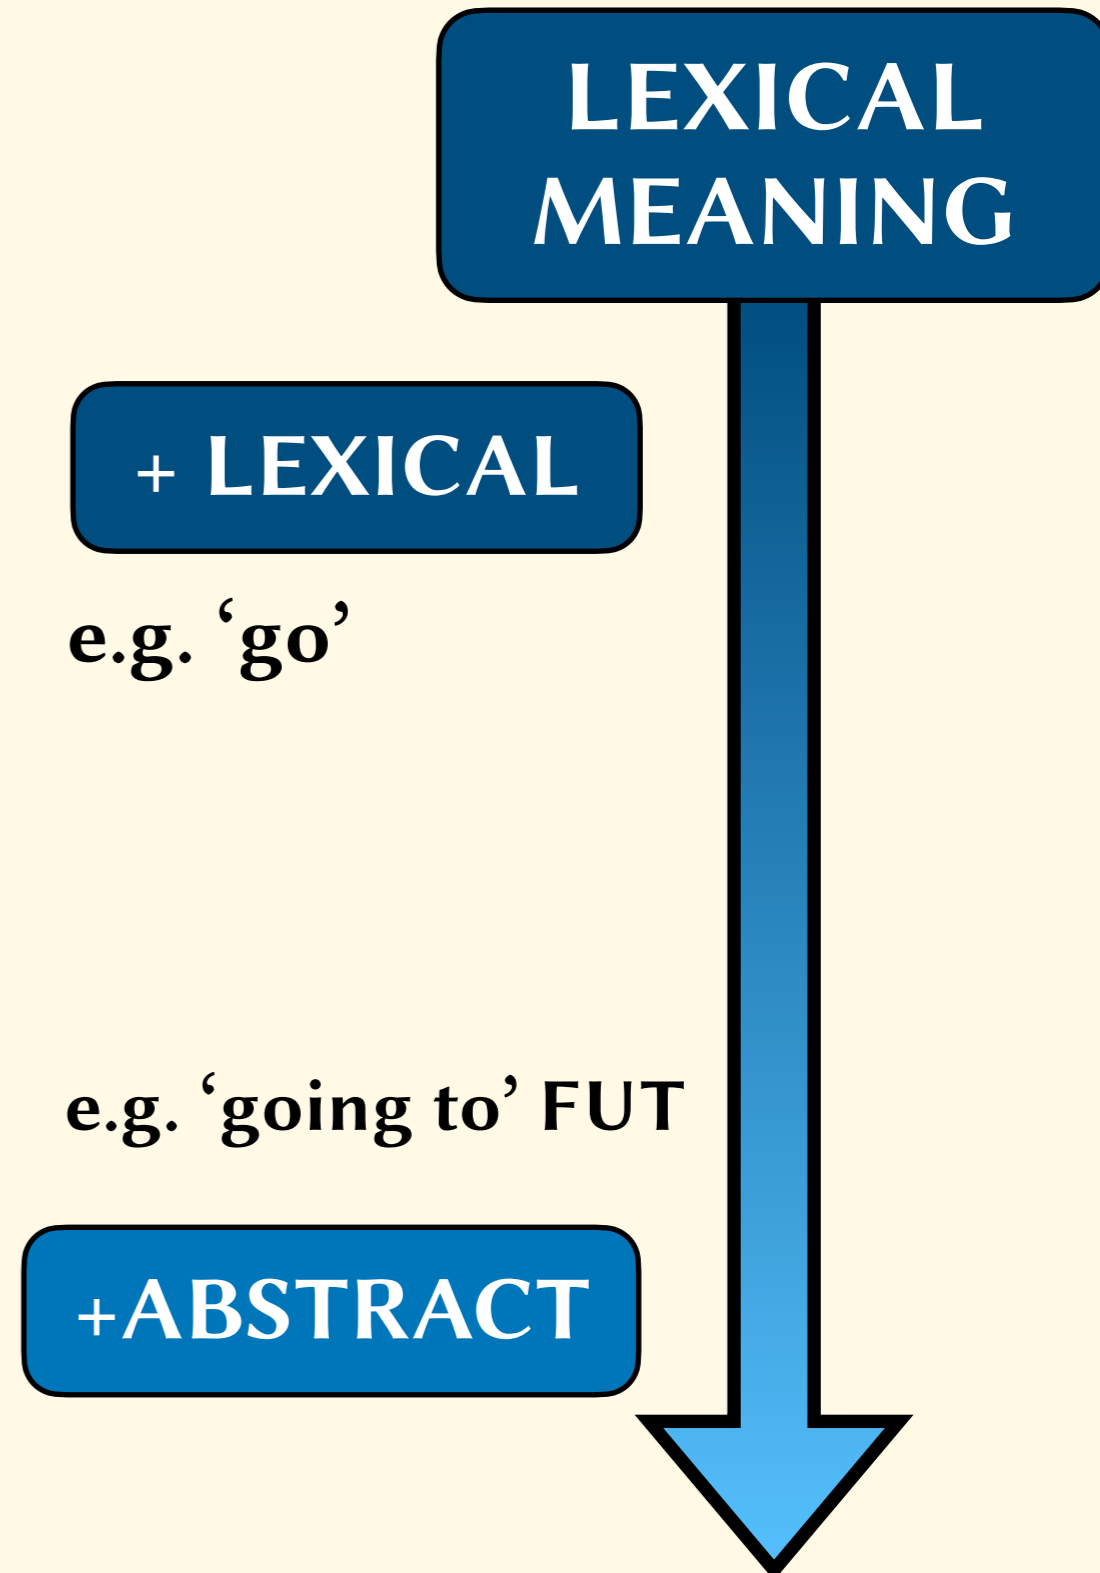 LEXICAL
MEANING
+ LEXICAL
e.g. ‘go’
e.g. ‘going to’ FUT
+ABSTRACT